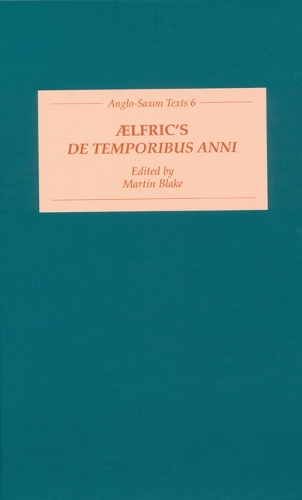 Anglo-Saxon Texts 6
ÆLFRIC'S
DE TEMPORIBUS ANNI
Edited by
Martin Blake